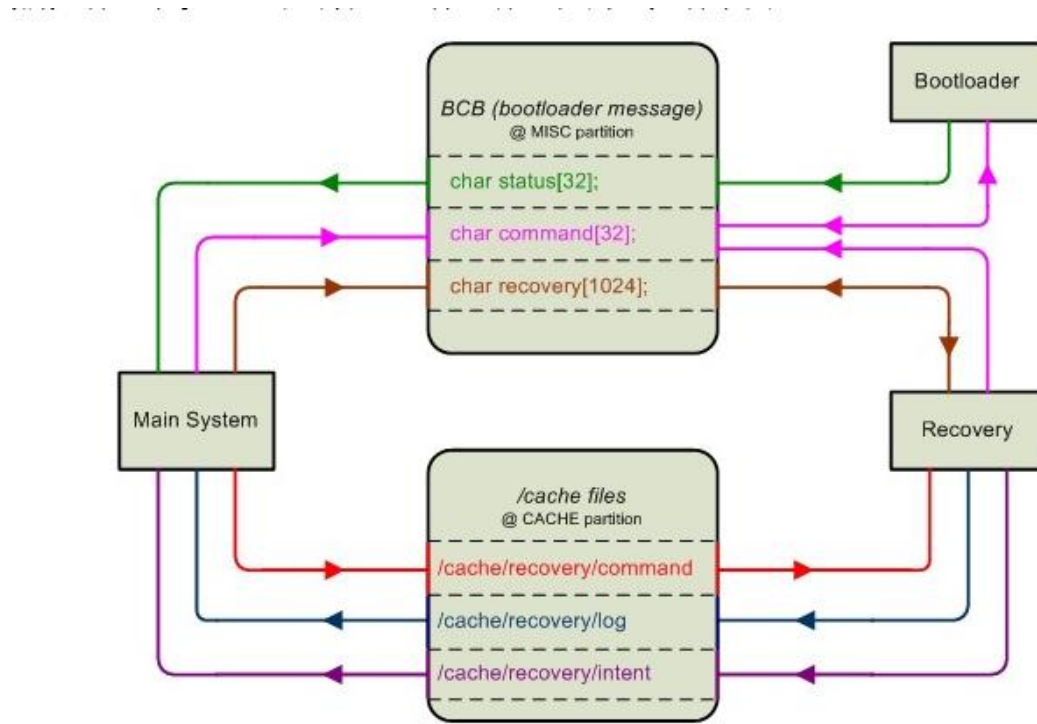 BCB (bootloader message)
@ MISC partition
Bootloader
char status[32];
char command[32];
char recovery[1024];
Main System
Recovery
/cache files
@ CACHE partition
/cache/recovery/command
/cache/recovery/log
/cache/recovery/intent